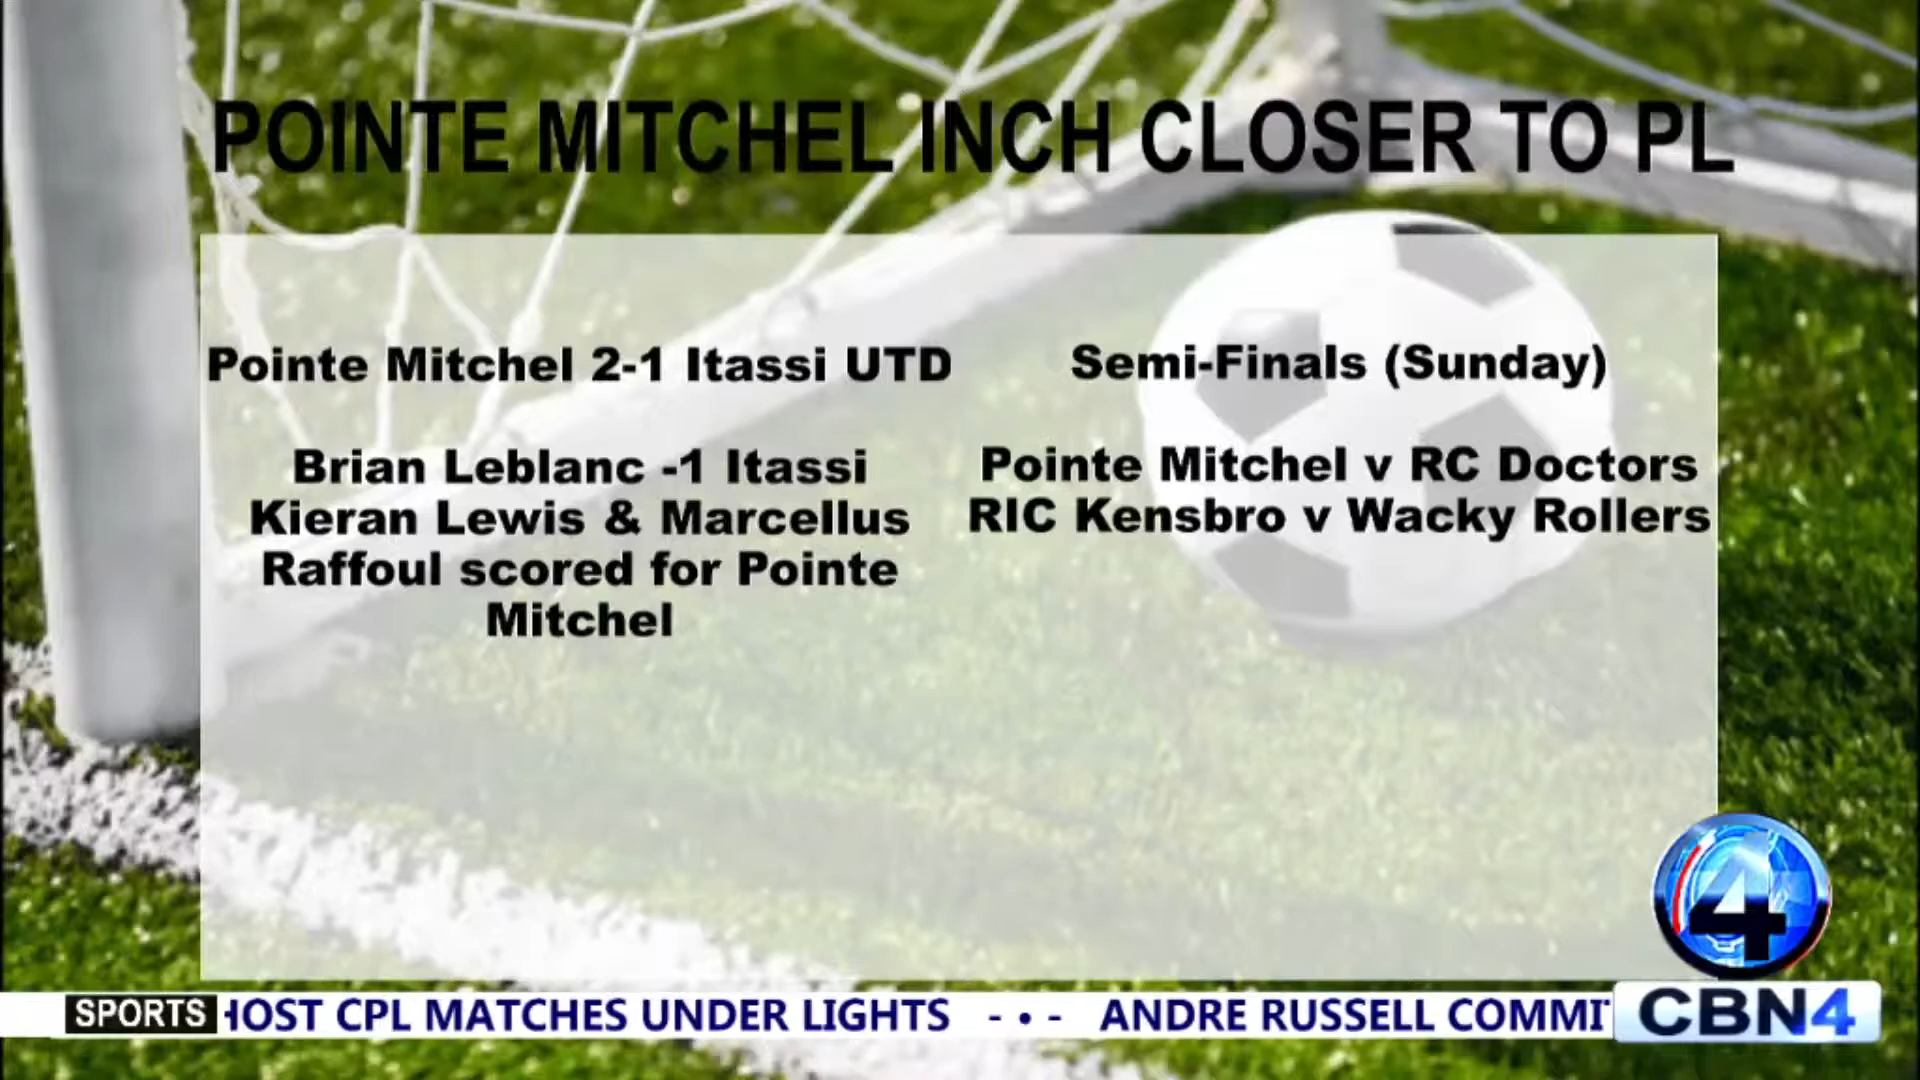 POINTE MITCHEL INCH CLOSER TO PL
Pointe Mitchel 2-1 Itassi UTD
Brian Leblanc -1 Itassi
Kieran Lewis & Marcellus
Raffoul scored for Pointe
Mitchel
Semi-Finals (Sunday)
Pointe Mitchel v RC Doctors
RIC Kensbro v Wacky Rollers
4
SPORTS HOST CPL MATCHES UNDER LIGHTS - • - ANDRE RUSSELL COMMIT
CBN4